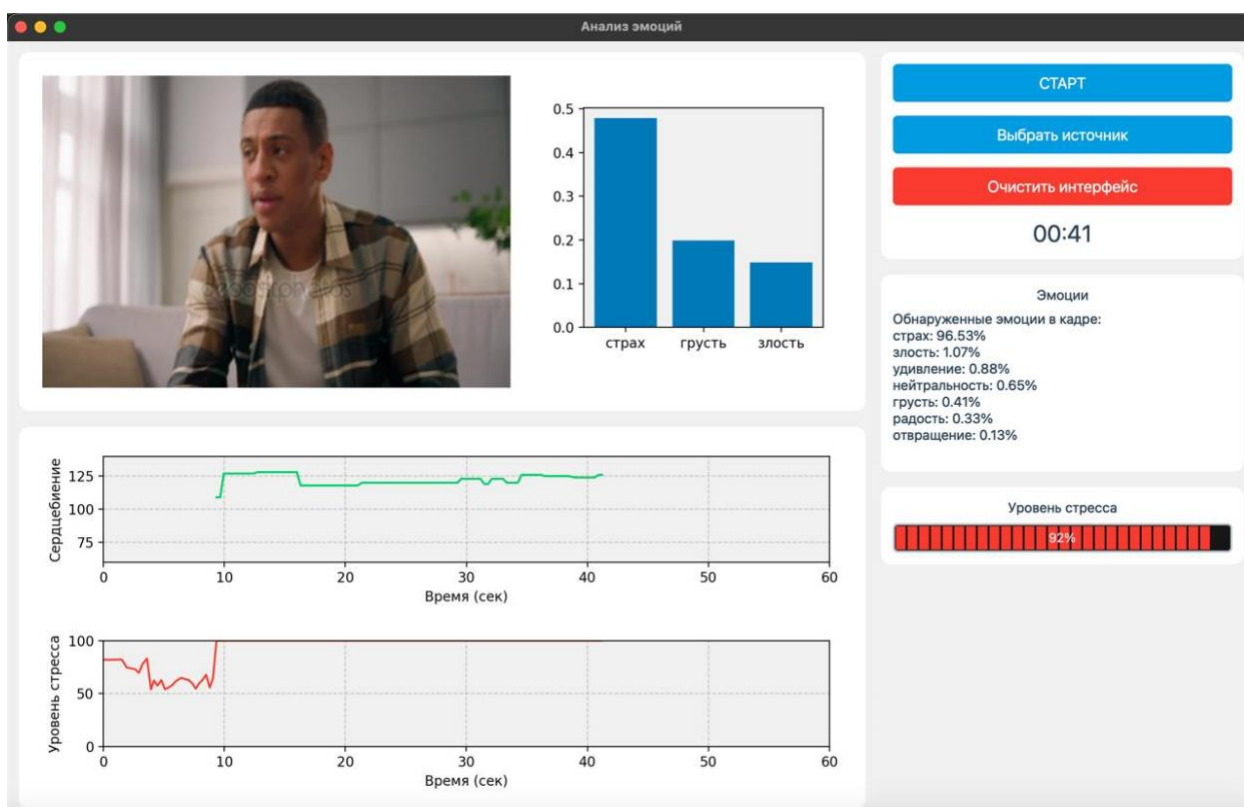 Анализ эмоций
depositphotos
0.5
0.4
0.3
0.2
0.1
0.0
страх грусть злость
СТАРТ
Выбрать источник
Очистить интерфейс
00:41
Эмоции
Обнаруженные эмоции в кадре:
страх: 96.53%
злость: 1.07%
удивление: 0.88%
нейтральность: 0.65%
грусть: 0.41%
радость: 0.33%
отвращение: 0.13%
Уровень стресса
92%
Сердцебиение
125
100
75
0 10 20 30 40 50 60
Время (сек)
Уровень стресса
100
50
0
0 10 20 30 40 50 60
Время (сек)